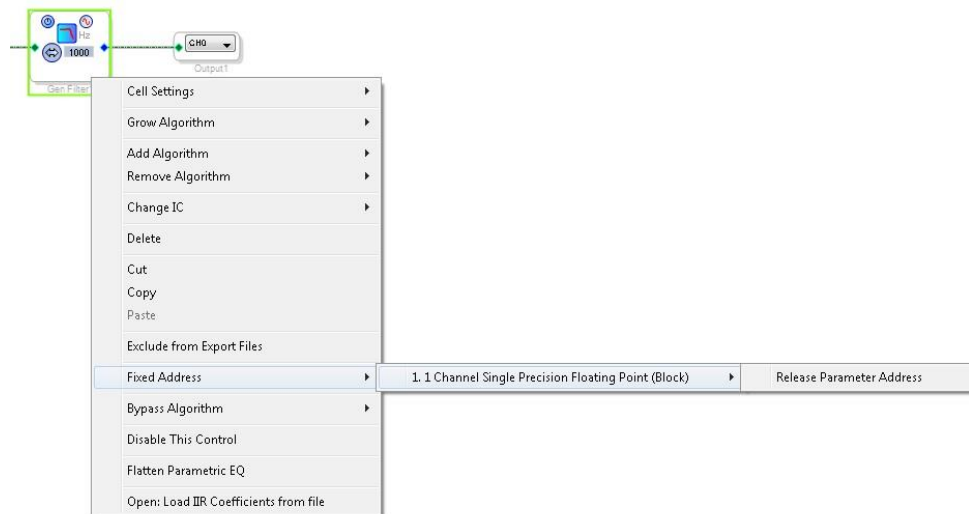 Hz
1000
CH0
Output1
Gen Filter
Cell Settings
Grow Algorithm
Add Algorithm
Remove Algorithm
Change IC
Delete
Cut
Copy
Paste
Exclude from Export Files
Fixed Address
1. 1 Channel Single Precision Floating Point (Block)
Release Parameter Address
Bypass Algorithm
Disable This Control
Flatten Parametric EQ
Open: Load IIR Coefficients from file